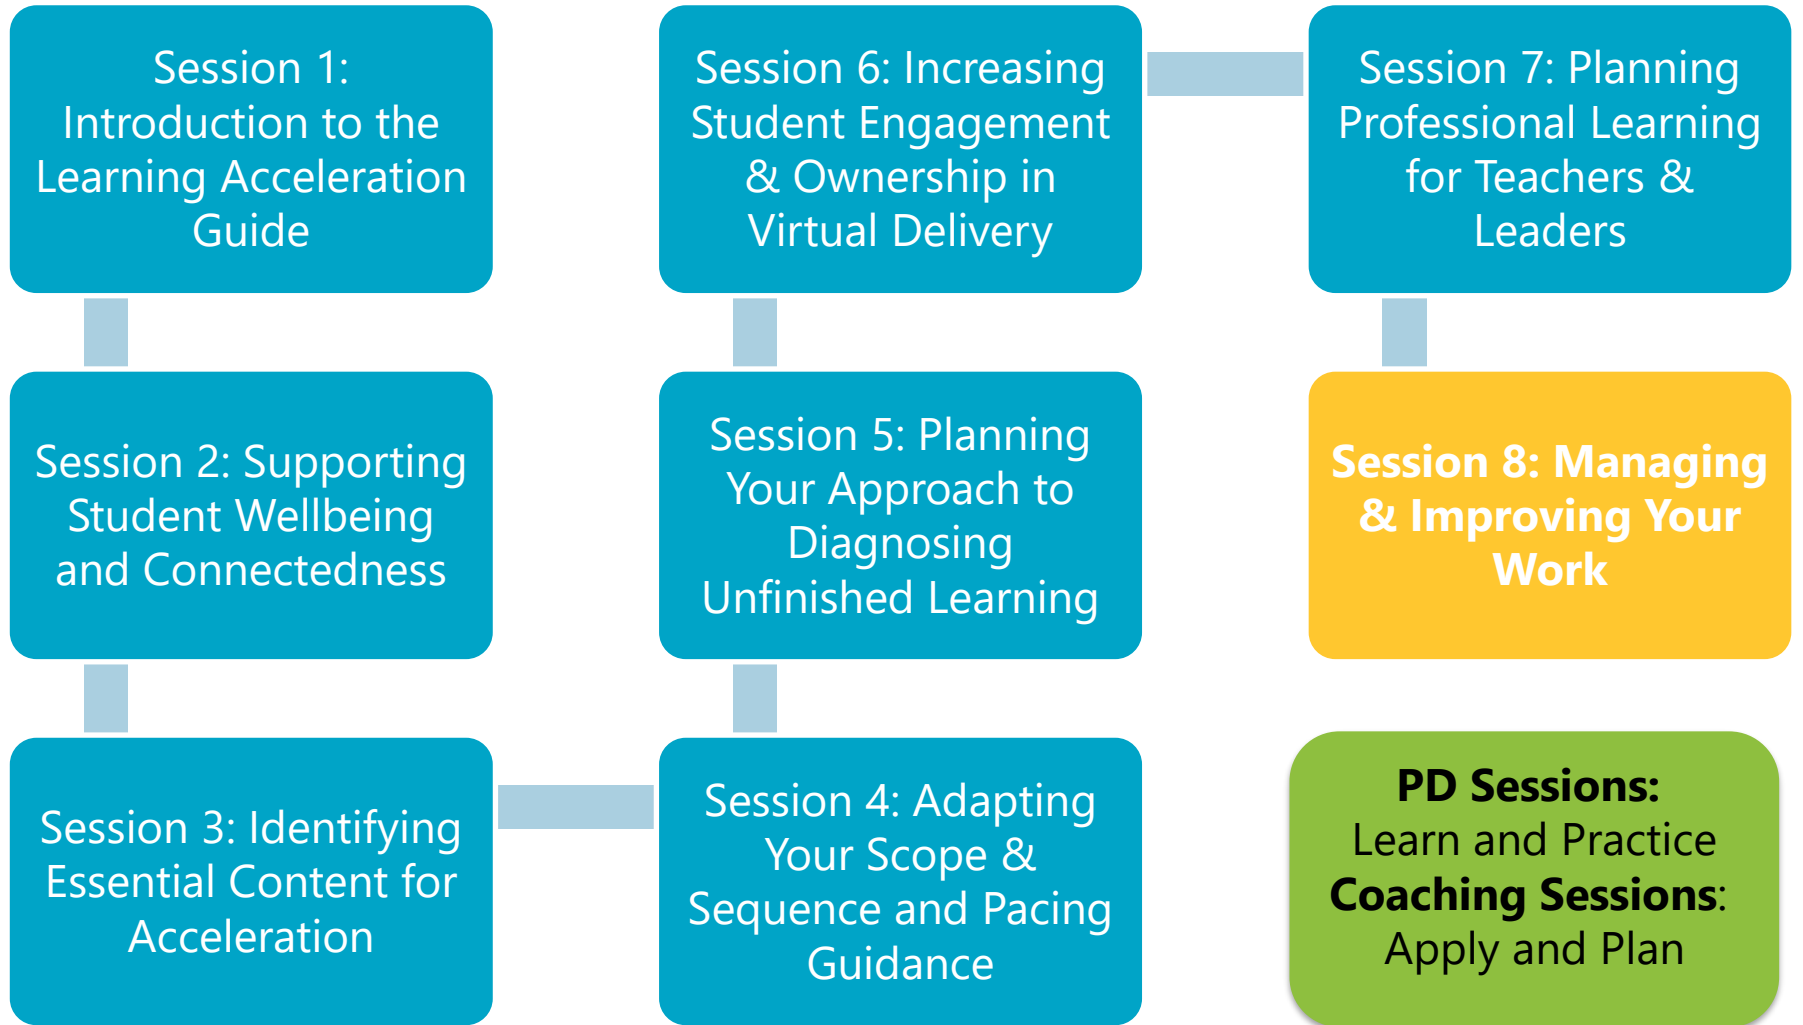 Session 1:
Introduction to the
Learning Acceleration
Guide
Session 2: Supporting
Student Wellbeing
and Connectedness
Session 3: Identifying
Essential Content for
Acceleration
Session 4: Adapting
Your Scope &
Sequence and Pacing
Guidance
Session 5: Planning
Your Approach to
Diagnosing
Unfinished Learning
Session 6: Increasing
Student Engagement
& Ownership in
Virtual Delivery
Session 7: Planning
Professional Learning
for Teachers &
Leaders
Session 8: Managing
& Improving Your
Work
PD Sessions:
Learn and Practice
Coaching Sessions:
Apply and Plan